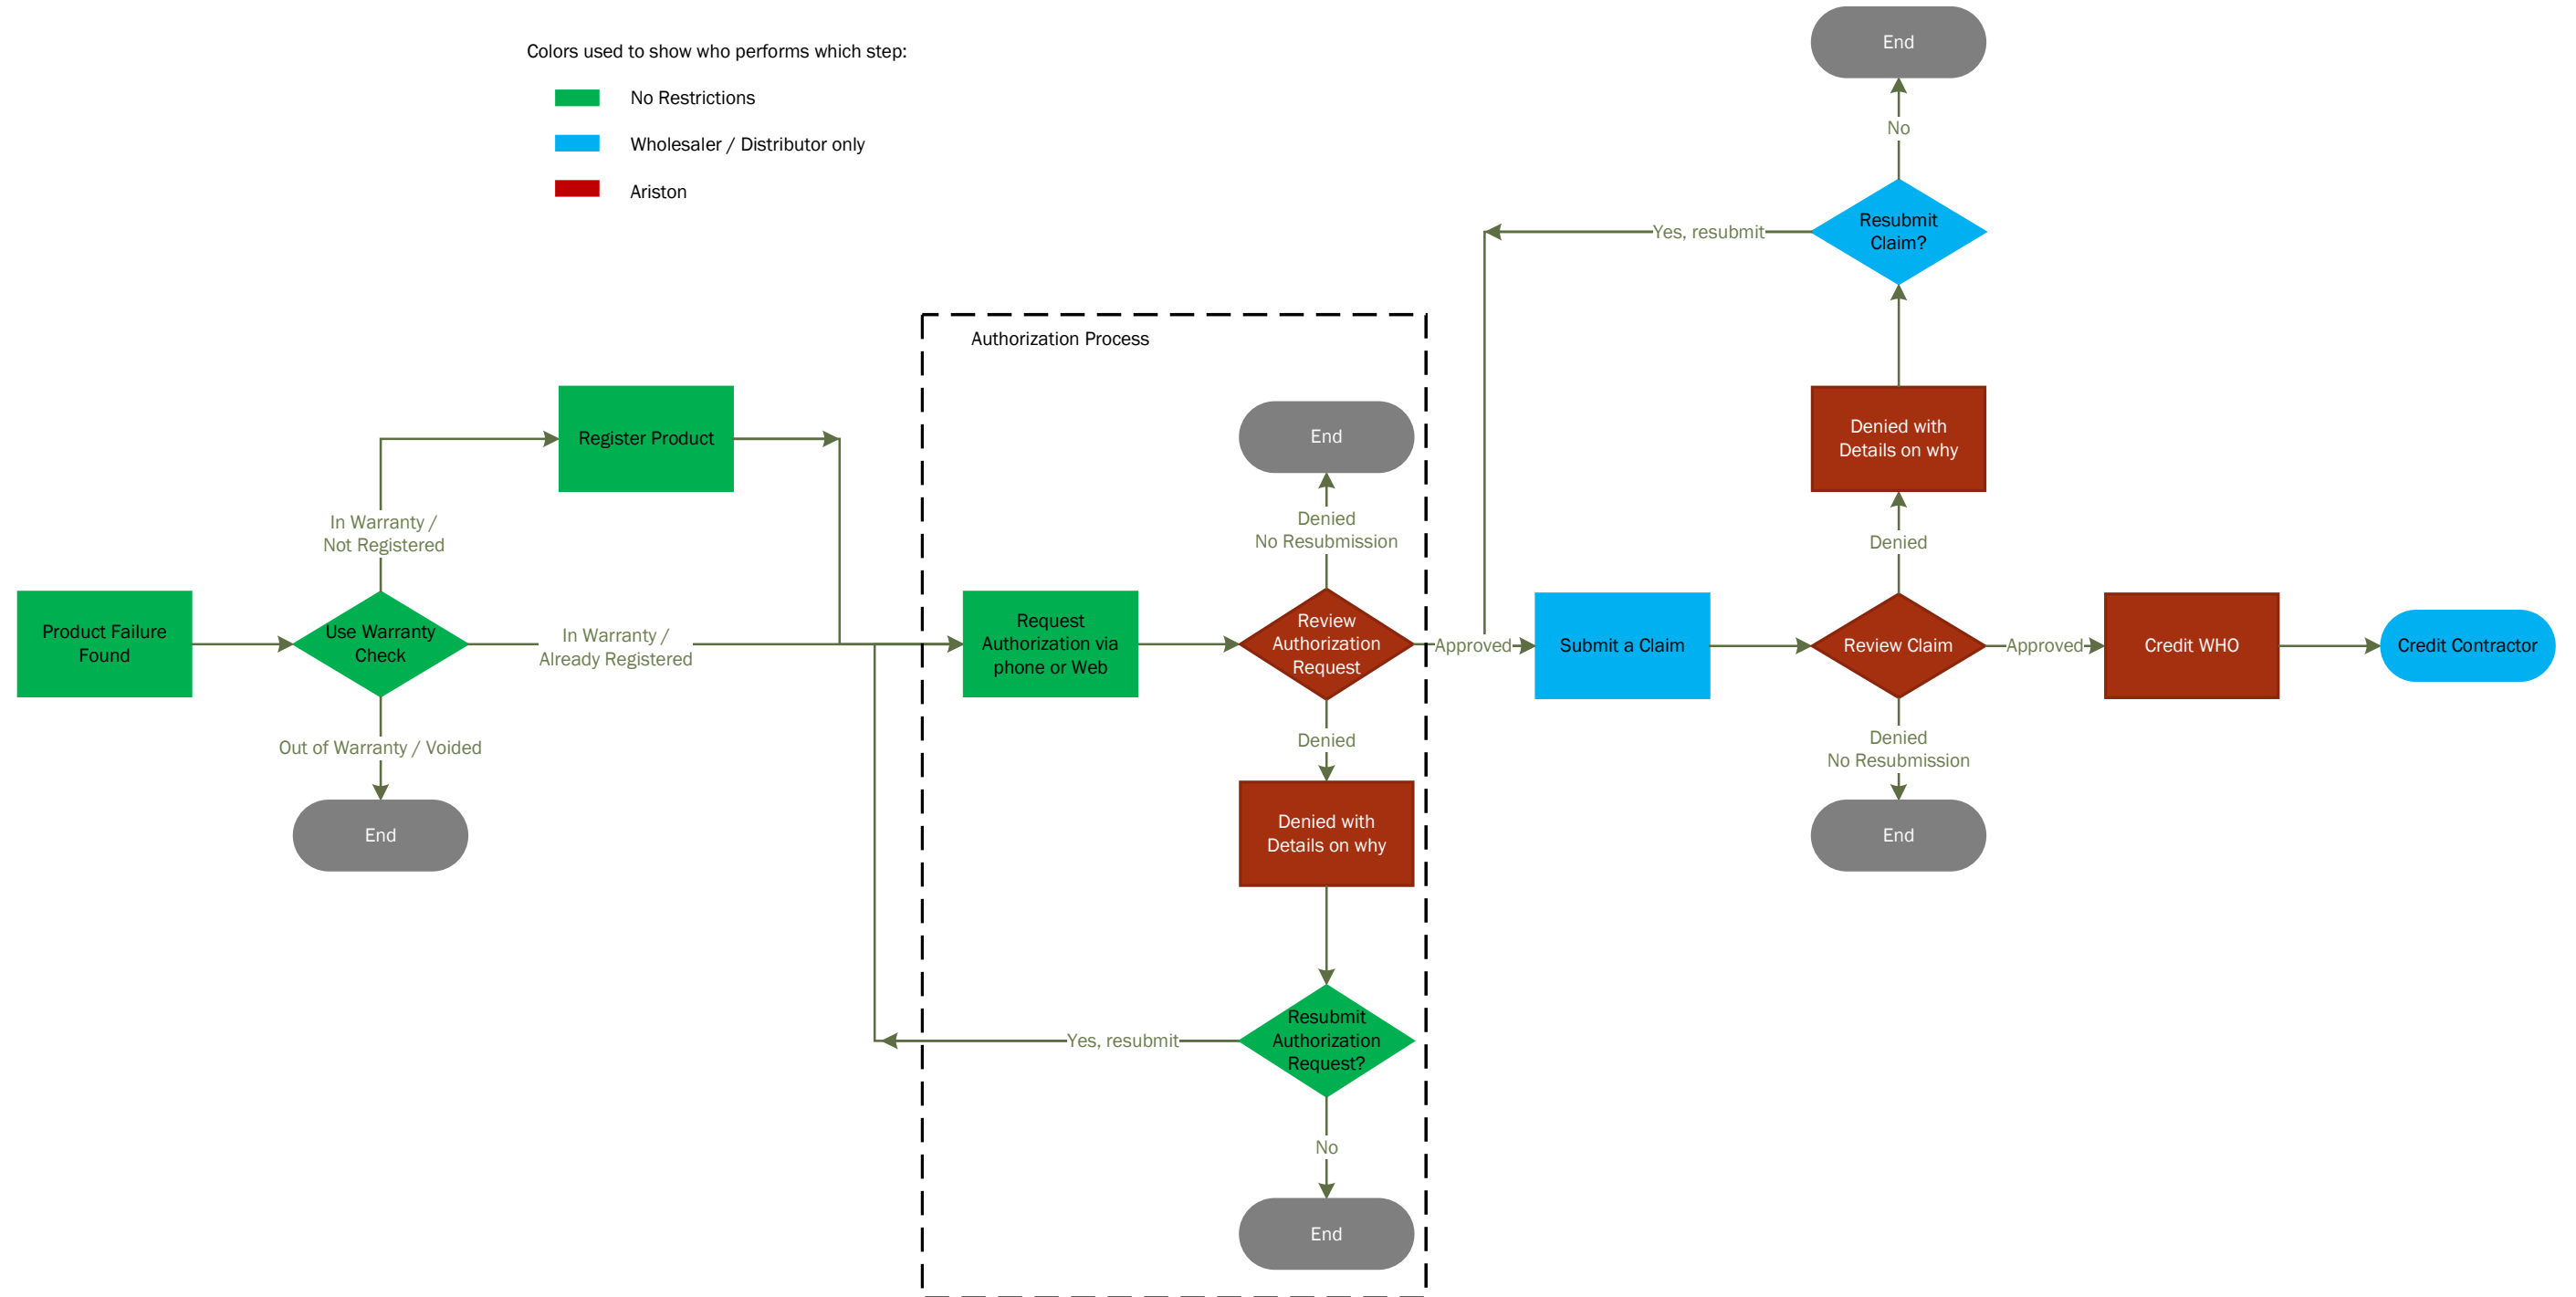 Colors used to show who performs which step:
No Restrictions
Wholesaler / Distributor only
Ariston
End
No
Resubmit
Claim?
Yes, resubmit
Authorization Process
Register Product
End
Denied with
Details on why
In Warranty /
Not Registered
Denied
No Resubmission
Denied
Product Failure
Found
Use Warranty
Check
In Warranty /
Already Registered
Request
Authorization via
phone or Web
Review
Authorization
Request
Approved
Submit a Claim
Review Claim
Approved
Credit WHO
Credit Contractor
Out of Warranty / Voided
Denied
Denied
No Resubmission
End
Denied with
Details on why
End
Yes, resubmit
Resubmit
Authorization
Request?
No
End